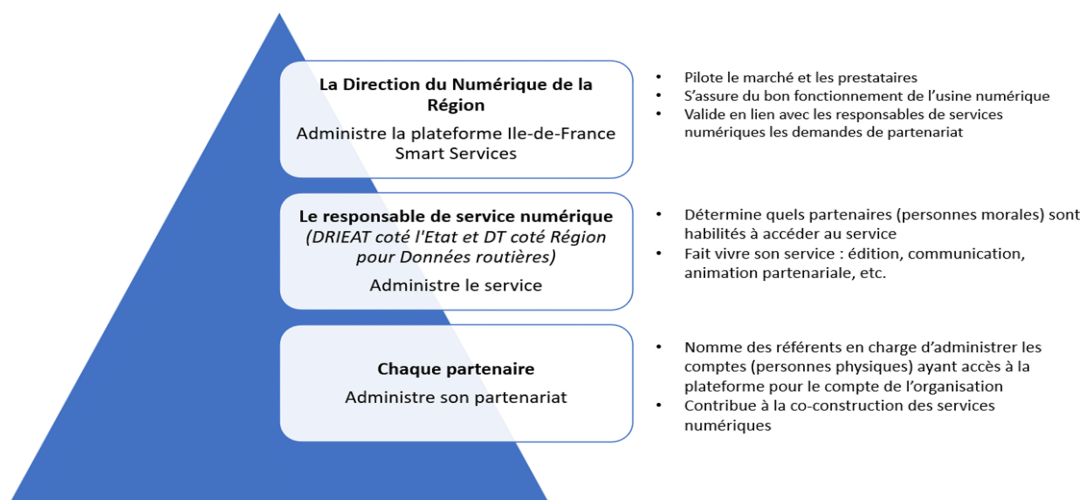 La Direction du Numérique de la
Région
Administre la plateforme Ile-de-France
Smart Services
• Pilote le marché et les prestataires
• S’assure du bon fonctionnement de l’usine numérique
• Valide en lien avec les responsables de services
numériques les demandes de partenariat
Le responsable de service numérique
(DRIEAT coté l'Etat et DT coté Région
pour Données routières)
Administre le service
• Détermine quels partenaires (personnes morales) sont
habilités à accéder au service
• Fait vivre son service : édition, communication,
animation partenariale, etc.
Chaque partenaire
Administre son partenariat
• Nomme des référents en charge d’administrer les
comptes (personnes physiques) ayant accès à la
plateforme pour le compte de l’organisation
• Contribue à la co-construction des services
numériques